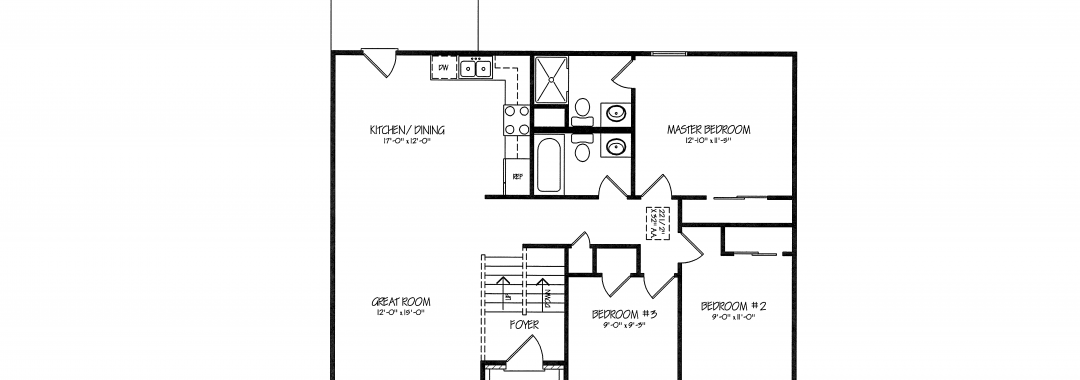 DW
KITCHEN/ DINING
17'-0" x 12'-0"
MASTER BEDROOM
12'-10" x 11'-9"
REF
22 1/2"
x 32" AA
GREAT ROOM
12'-0" x 19'-0"
UP
DOWN
FOYER
BEDROOM #3
9'-0" x 9'-3"
BEDROOM #2
9'-0" x 11'-0"